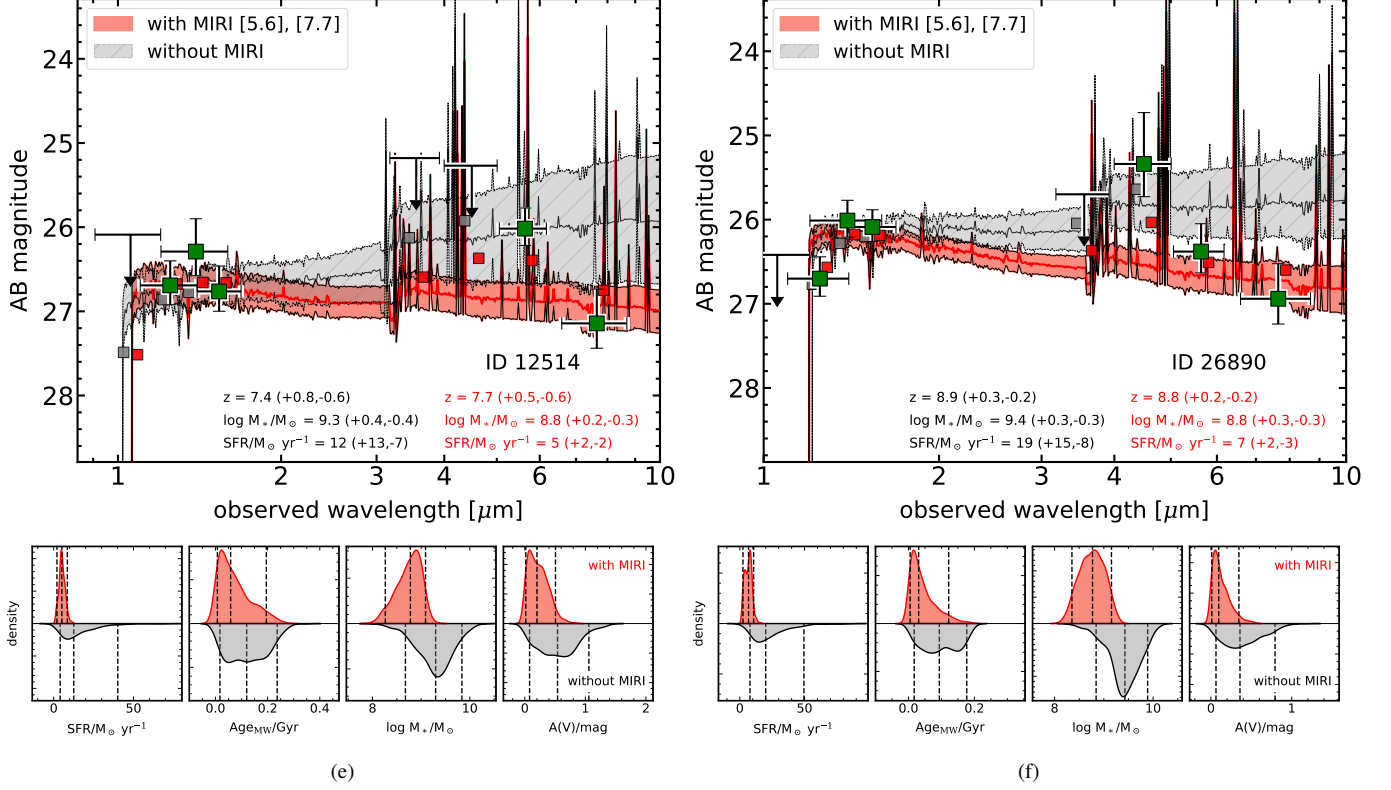 with MIRI [5.6], [7.7]
without MIRI
24
25
26
27
28
AB magnitude
ID 12514
z = 7.4 (+0.8,-0.6)
log M∗/M⊙ = 9.3 (+0.4,-0.4)
SFR/M⊙ yr−1 = 12 (+13,-7)
z = 7.7 (+0.5,-0.6)
log M∗/M⊙ = 8.8 (+0.2,-0.3)
SFR/M⊙ yr−1 = 5 (+2,-2)
1 2 3 4 6 10
observed wavelength [μm]
with MIRI [5.6], [7.7]
without MIRI
24
25
26
27
28
AB magnitude
ID 26890
z = 8.9 (+0.3,-0.2)
log M∗/M⊙ = 9.4 (+0.3,-0.3)
SFR/M⊙ yr−1 = 19 (+15,-8)
z = 8.8 (+0.2,-0.2)
log M∗/M⊙ = 8.8 (+0.3,-0.3)
SFR/M⊙ yr−1 = 7 (+2,-3)
1 2 3 4 6 10
observed wavelength [μm]
density
with MIRI
without MIRI
0 50
0.0 0.2 0.4
8 10
0 1 2
SFR/M⊙ yr−1
AgeMW/Gyr
log M∗/M⊙
A(V)/mag
(e)
density
with MIRI
without MIRI
0 50
0.0 0.2
8 10
0 1
SFR/M⊙ yr−1
AgeMW/Gyr
log M∗/M⊙
A(V)/mag
(f)